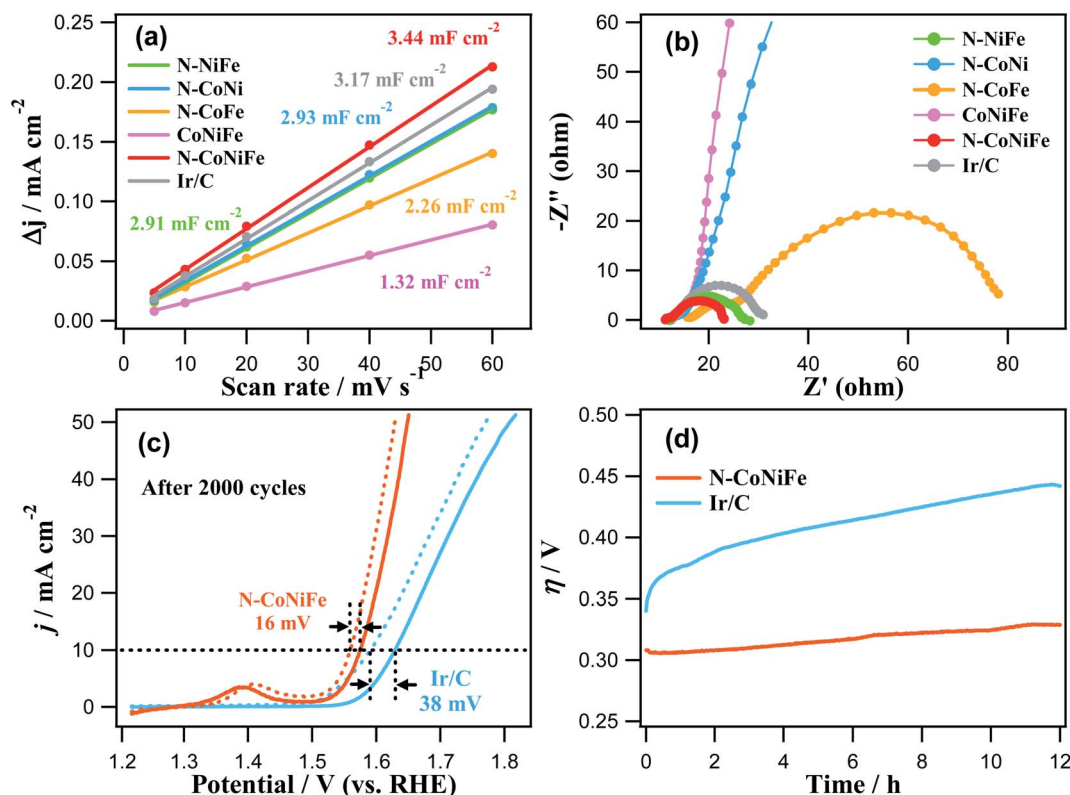 (a)
3.44 mF cm⁻²
3.17 mF cm⁻²
2.93 mF cm⁻²
2.91 mF cm⁻²
2.26 mF cm⁻²
1.32 mF cm⁻²
N-NiFe
N-CoNi
N-CoFe
CoNiFe
N-CoNiFe
Ir/C
Δj / mA cm⁻²
0.25
0.20
0.15
0.10
0.05
0.00
0 10 20 30 40 50 60
Scan rate / mV s⁻¹
(b)
N-NiFe
N-CoNi
N-CoFe
CoNiFe
N-CoNiFe
Ir/C
-Z'' (ohm)
60
50
40
30
20
10
0
0 20 40 60 80
Z' (ohm)
(c)
After 2000 cycles
N-CoNiFe
16 mV
Ir/C
38 mV
j / mA cm⁻²
50
40
30
20
10
0
1.2 1.3 1.4 1.5 1.6 1.7 1.8
Potential / V (vs. RHE)
(d)
N-CoNiFe
Ir/C
η / V
0.50
0.45
0.40
0.35
0.30
0.25
0 2 4 6 8 10 12
Time / h